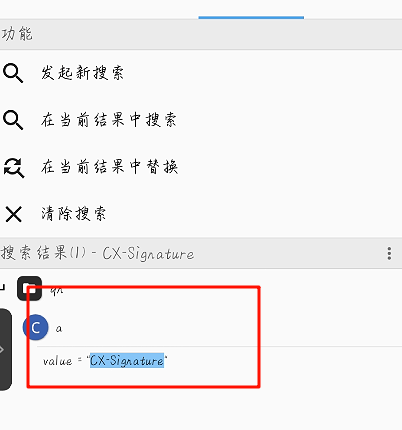 功能
发起新搜索
在当前结果中搜索
在当前结果中替换
清除搜索
搜索结果(1) - CX-Signature
C a
value = "CX-Signature"